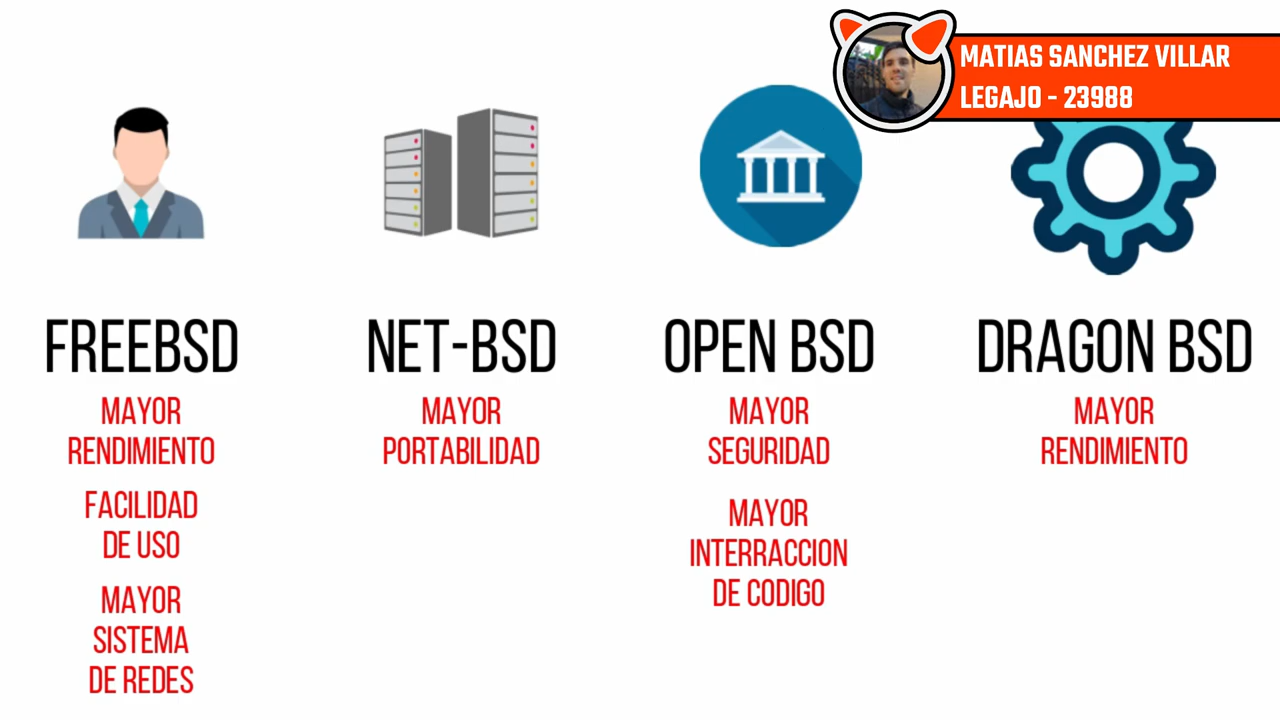 MATIAS SANCHEZ VILLAR
LEGAJO - 23988
FREEBSD
MAYOR
RENDIMIENTO
FACILIDAD
DE USO
MAYOR
SISTEMA
DE REDES
NET-BSD
MAYOR
PORTABILIDAD
OPEN BSD
MAYOR
SEGURIDAD
MAYOR
INTERRACCION
DE CODIGO
DRAGON BSD
MAYOR
RENDIMIENTO